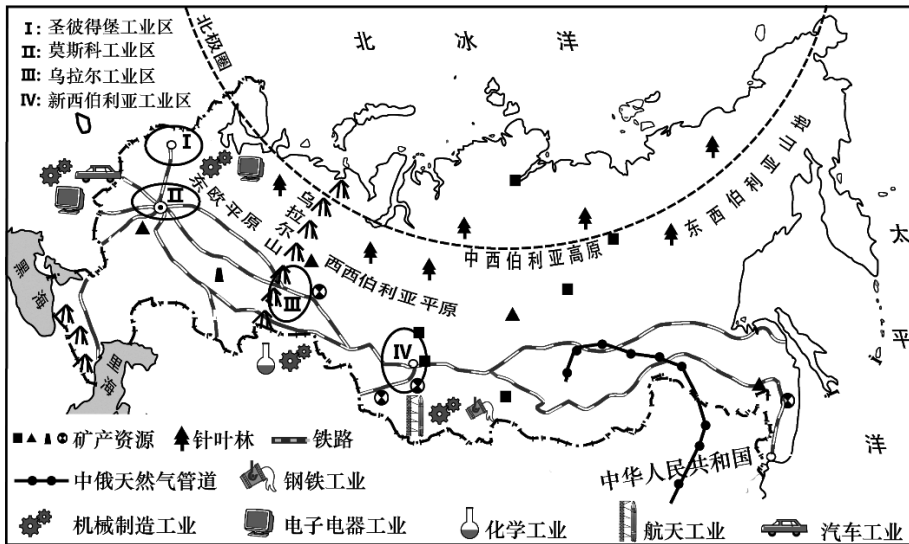 Ⅰ：圣彼得堡工业区
Ⅱ：莫斯科工业区
Ⅲ：乌拉尔工业区
Ⅳ：新西伯利亚工业区
北极圈
北冰洋
Ⅰ
Ⅱ
东欧平原
乌拉尔山
Ⅲ
西西伯利亚平原
中西伯利亚高原
东西伯利亚山地
太平洋
黑海
里海
Ⅳ
中华人民共和国
矿产资源 针叶林 铁路
中俄天然气管道 钢铁工业
机械制造工业 电子电器工业 化学工业 航天工业 汽车工业